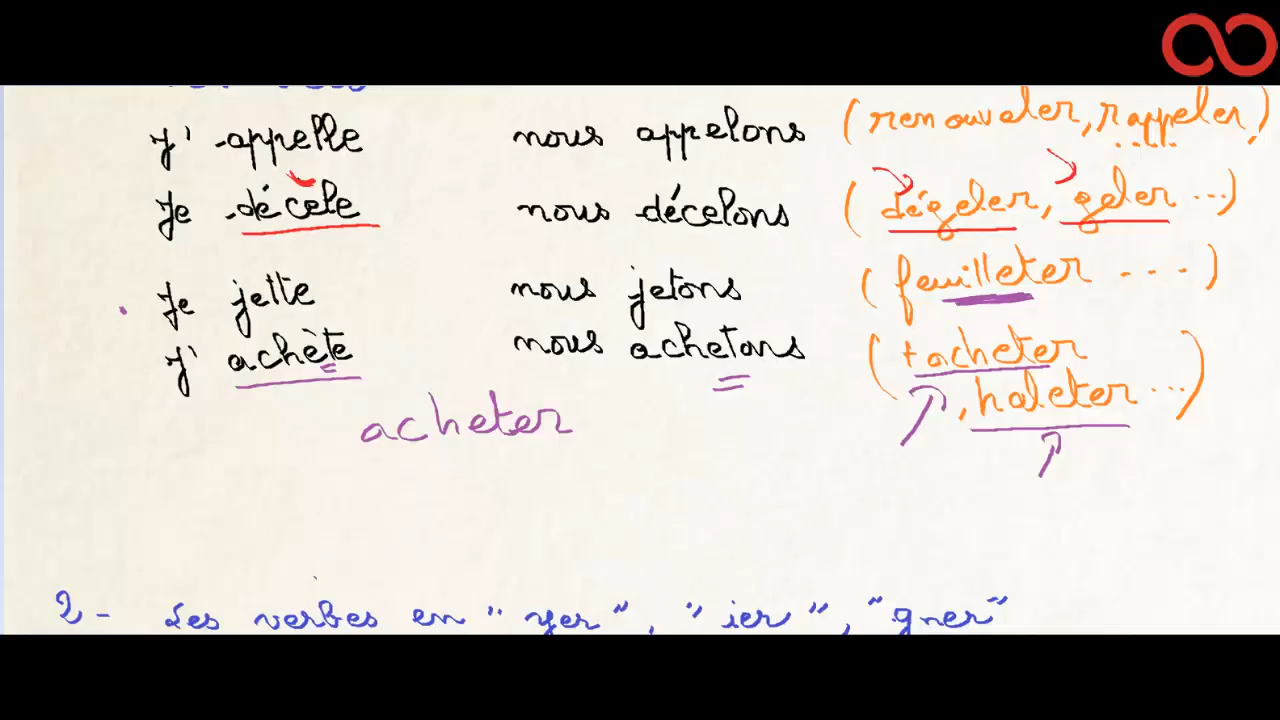 j' appelle nous appelons (renouveler, rappeler,
Je décèle nous décelons (dégeler, geler ...)
(feuilleter ....)
Je jette nous jetons
j' achète nous achetons (racheter
, haleter ...)
acheter
2- Les verbes en "yer", "ier", "gner"